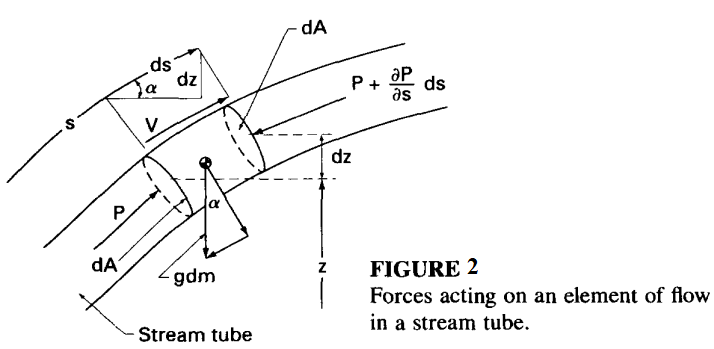 dA
ds
α
dz
P + ∂P/∂s ds
s
V
dz
P
α
dA
gdm
z
Stream tube
FIGURE 2
Forces acting on an element of flow
in a stream tube.